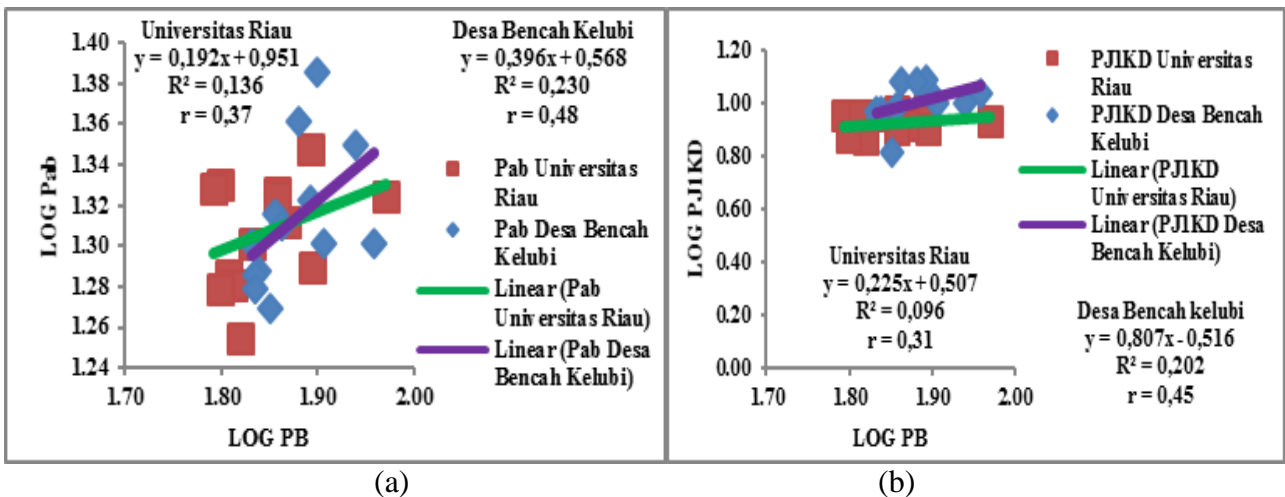 Universitas Riau
y = 0,192x + 0,951
R² = 0,136
r = 0,37
Desa Bencah Kelubi
y = 0,396x + 0,568
R² = 0,230
r = 0,48
LOG Pab
1.40
1.38
1.36
1.34
1.32
1.30
1.28
1.26
1.24
1.70
1.80
1.90
2.00
LOG PB
Pab Universitas
Riau
Pab Desa Bencah
Kelubi
Linear (Pab
Universitas Riau)
Linear (Pab Desa
Bencah Kelubi)
(a)
LOG PJ1KD
1.20
1.00
0.80
0.60
0.40
0.20
0.00
1.70
1.80
1.90
2.00
LOG PB
PJ1KD Universitas
Riau
PJ1KD Desa Bencah
Kelubi
Linear (PJ1KD
Universitas Riau)
Linear (PJ1KD Desa
Bencah Kelubi)
Universitas Riau
y = 0,225x + 0,507
R² = 0,096
r = 0,31
Desa Bencah kelubi
y = 0,807x - 0,516
R² = 0,202
r = 0,45
(b)